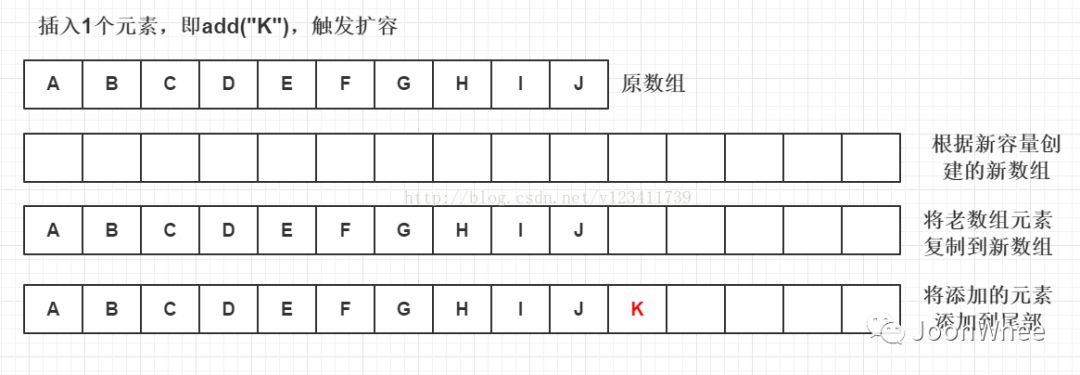 插入1个元素，即add("K")，触发扩容
A B C D E F G H I J 原数组
根据新容量创
建的新数组
http://blog.csdn.net/v123411739
A B C D E F G H I J
将老数组元素
复制到新数组
A B C D E F G H I J K
将添加的元素
添加到尾部
JoonWhee